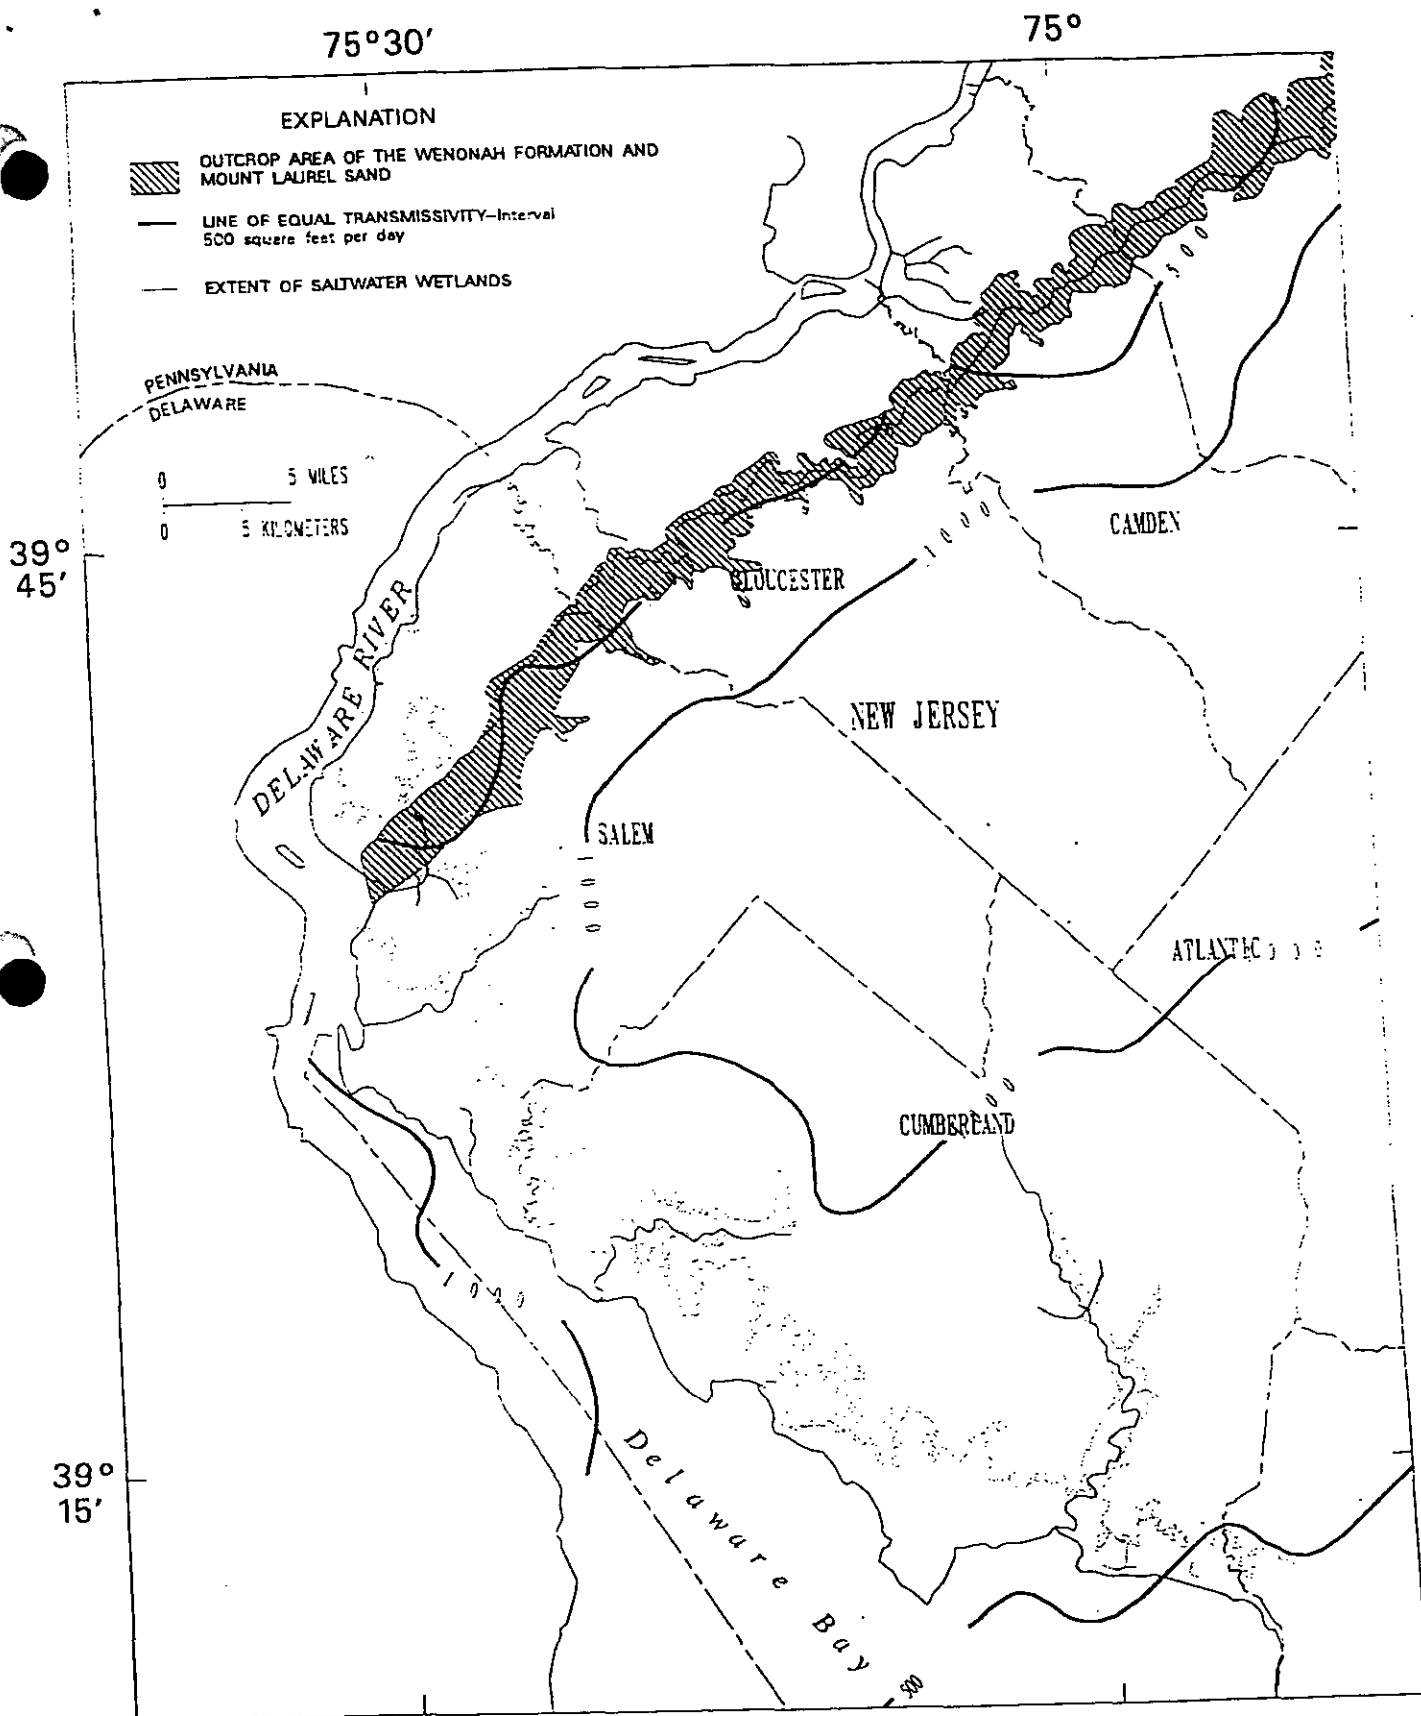 75°30′
75°
EXPLANATION
OUTCROP AREA OF THE WENONAH FORMATION AND
MOUNT LAUREL SAND
LINE OF EQUAL TRANSMISSIVITY—Interval
500 square feet per day
EXTENT OF SALTWATER WETLANDS
PENNSYLVANIA
DELAWARE
0 5 MILES
0 5 KILOMETERS
500
1000
CAMDEN
39°
45′
GLOUCESTER
DELAWARE RIVER
NEW JERSEY
SALEM
1000
ATLANTIC
CUMBERLAND
1000
39°
15′
Delaware Bay
500